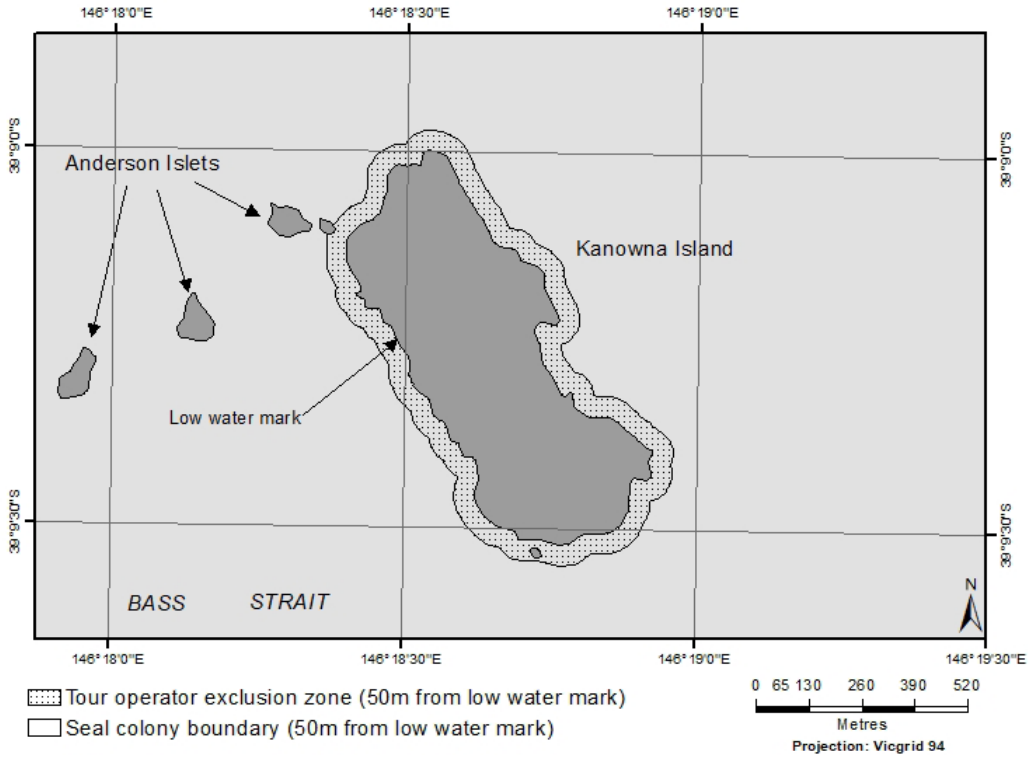 146° 18'0"E 146° 18'30"E 146° 19'0"E
39°9'0"S
39°9'0"S
Anderson Islets
Kanowna Island
Low water mark
39°9'30"S
39°9'30"S
BASS STRAIT
N
146° 18'0"E 146° 18'30"E 146° 19'0"E 146° 19'30"E
Tour operator exclusion zone (50m from low water mark)
Seal colony boundary (50m from low water mark)
0 65 130 260 390 520
Metres
Projection: Vicgrid 94